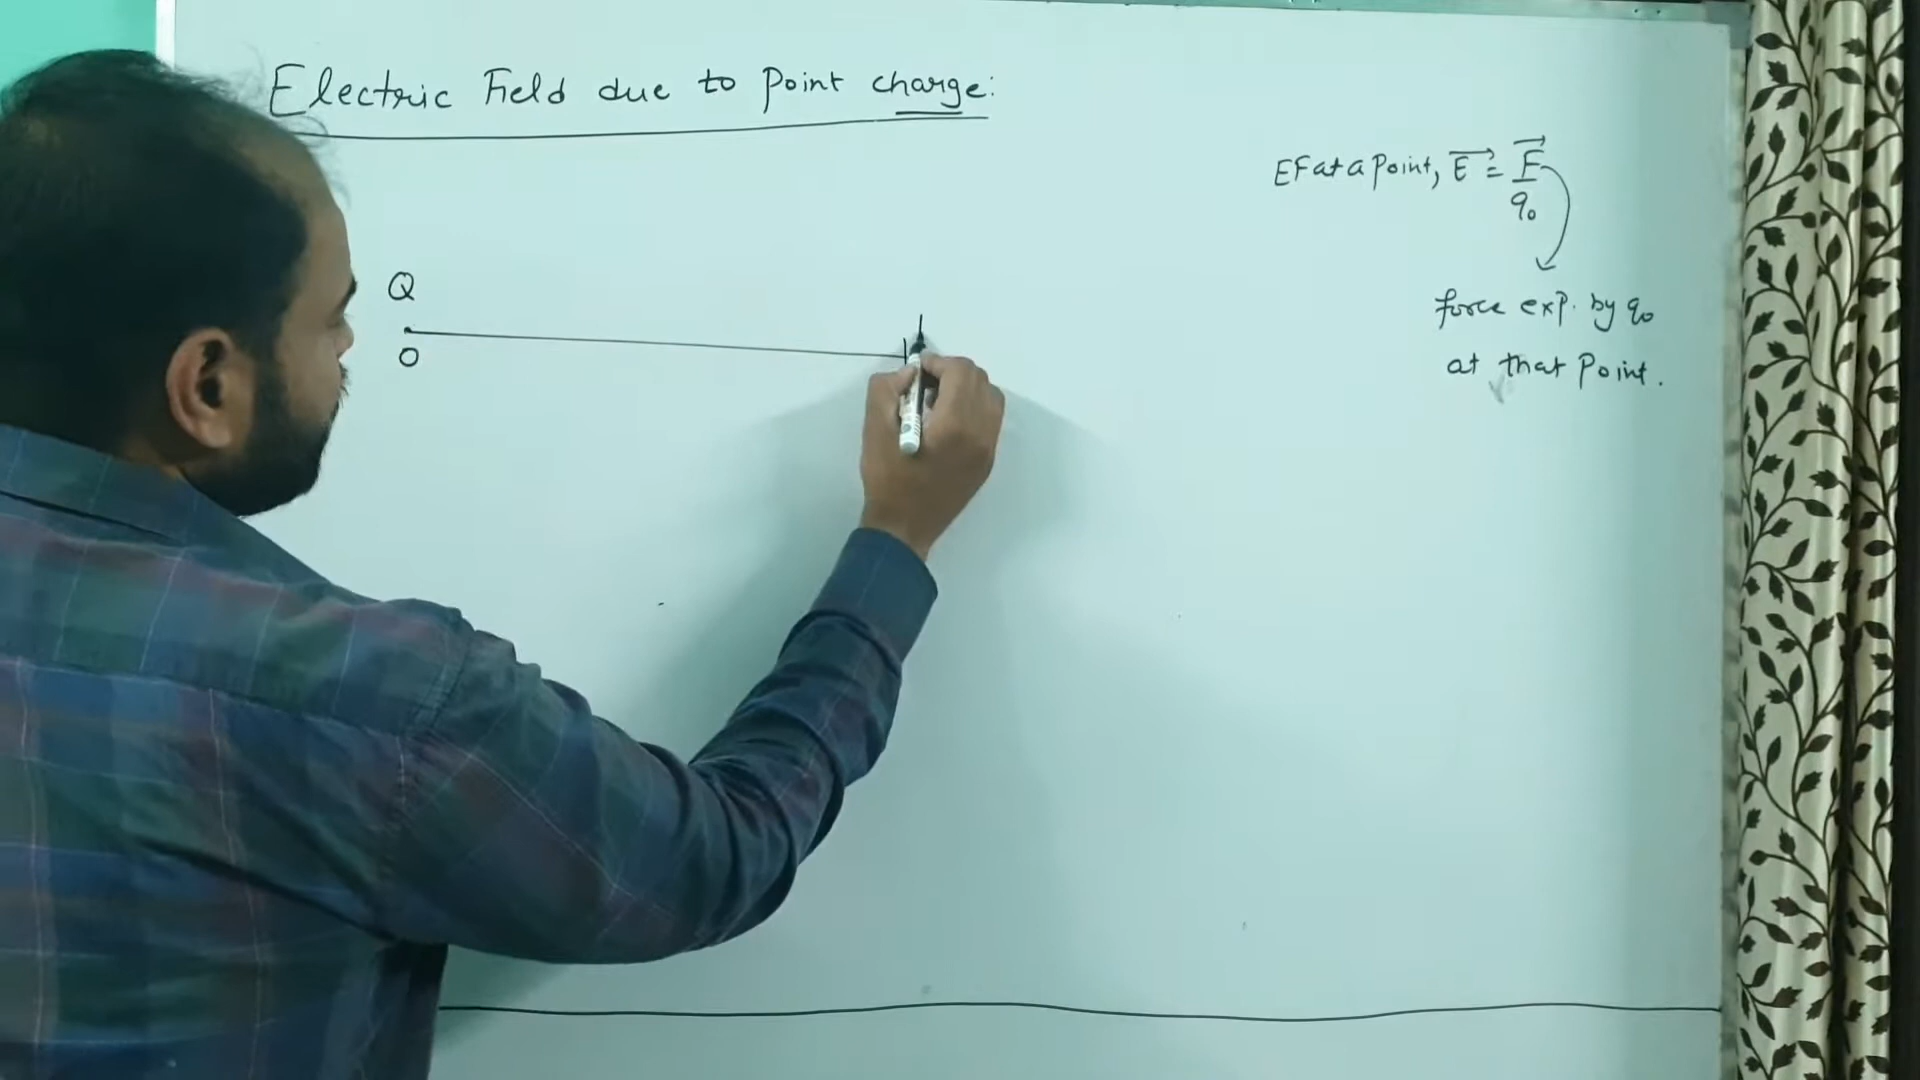 Electric Field due to Point charge:
EF at a Point, E = F
q₀
force exp. by q₀
at that Point.
Q
O